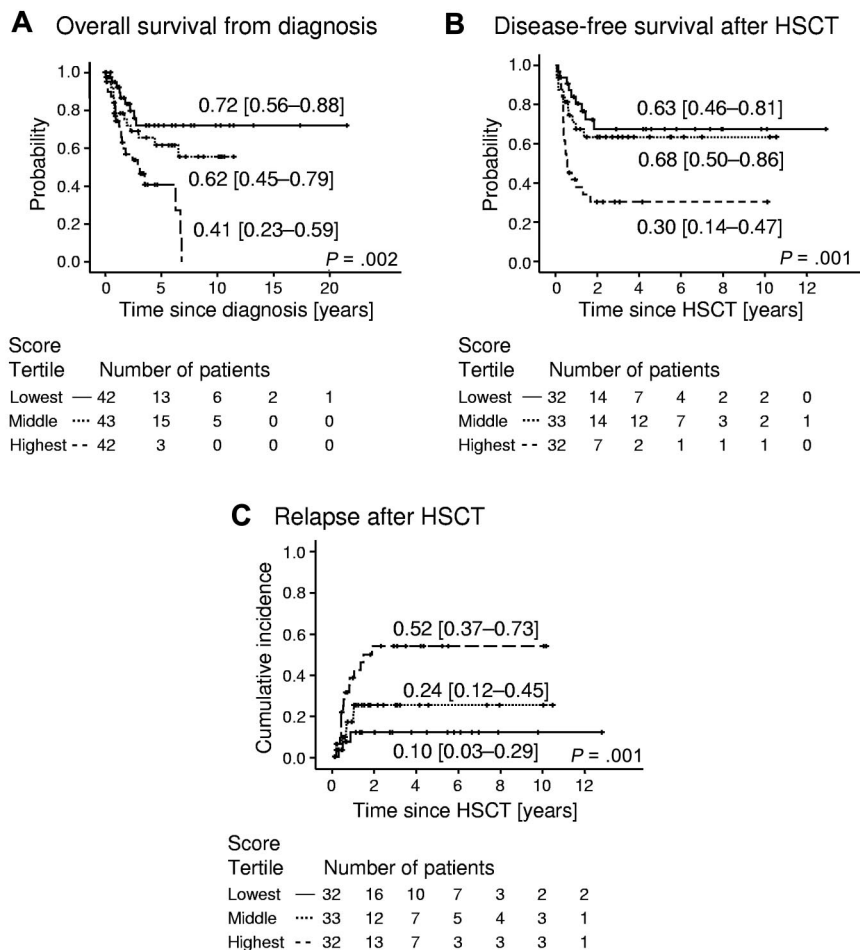 A Overall survival from diagnosis
Probability
1.0
0.8
0.6
0.4
0.2
0.0
0.72 [0.56–0.88]
0.62 [0.45–0.79]
0.41 [0.23–0.59]
P = .002
0 5 10 15 20
Time since diagnosis [years]
Score
Tertile Number of patients
Lowest 42 13 6 2 1
Middle 43 15 5 0 0
Highest 42 3 0 0 0
B Disease-free survival after HSCT
Probability
1.0
0.8
0.6
0.4
0.2
0.0
0.63 [0.46–0.81]
0.68 [0.50–0.86]
0.30 [0.14–0.47]
P = .001
0 2 4 6 8 10 12
Time since HSCT [years]
Score
Tertile Number of patients
Lowest 32 14 7 4 2 2 0
Middle 33 14 12 7 3 2 1
Highest 32 7 2 1 1 1 0
C Relapse after HSCT
Cumulative incidence
1.0
0.8
0.6
0.4
0.2
0.0
0.52 [0.37–0.73]
0.24 [0.12–0.45]
0.10 [0.03–0.29]
P = .001
0 2 4 6 8 10 12
Time since HSCT [years]
Score
Tertile Number of patients
Lowest 32 16 10 7 3 2 2
Middle 33 12 7 5 4 3 1
Highest 32 13 7 3 3 3 1